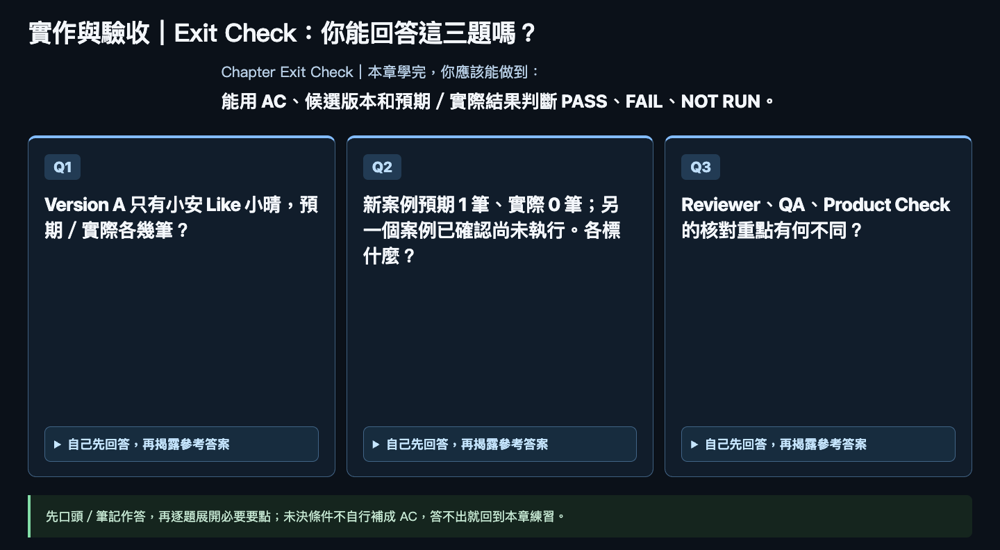 實作與驗收｜Exit Check：你能回答這三題嗎？
Chapter Exit Check｜本章學完，你應該能做到：
能用 AC、候選版本和預期／實際結果判斷 PASS、FAIL、NOT RUN。
Q1
Version A 只有小安 Like 小晴，預
期／實際各幾筆？
▶ 自己先回答，再揭露參考答案
Q2
新案例預期 1 筆、實際 0 筆；另
一個案例已確認尚未執行。各標
什麼？
▶ 自己先回答，再揭露參考答案
Q3
Reviewer、QA、Product Check
的核對重點有何不同？
▶ 自己先回答，再揭露參考答案
先口頭／筆記作答，再逐題展開必要要點；未決條件不自行補成 AC，答不出就回到本章練習。